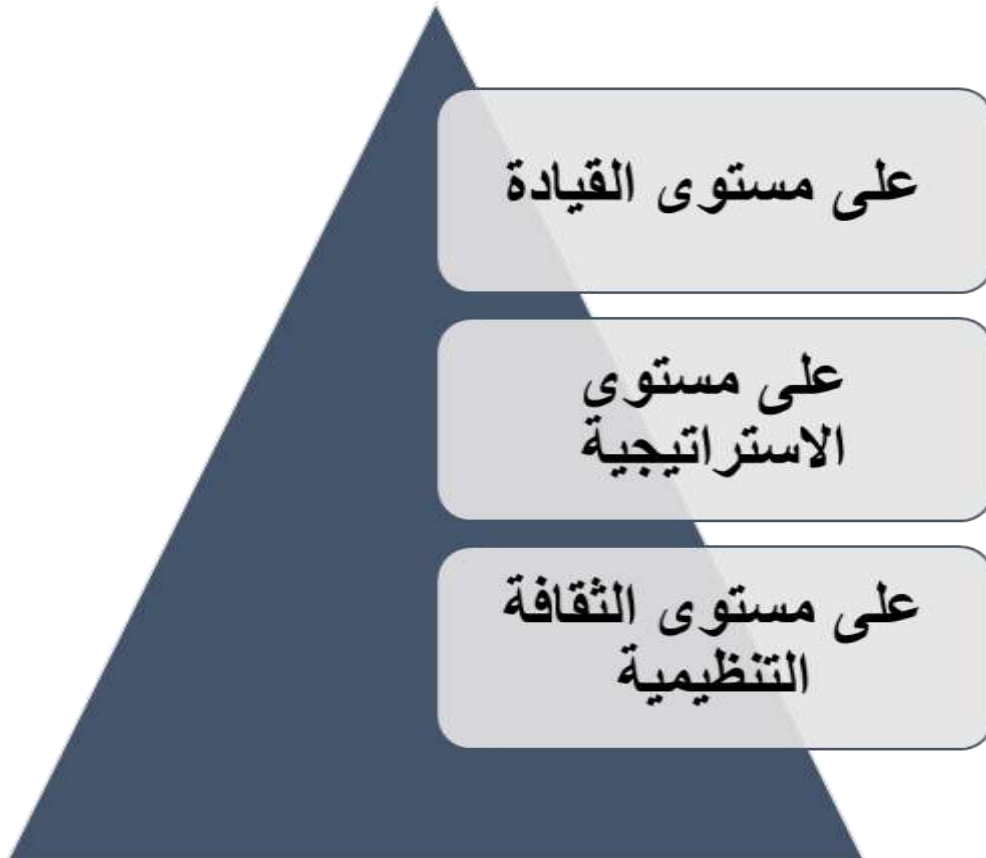 على مستوى القيادة
على مستوى
الاستراتيجية
على مستوى الثقافة
التنظيمية